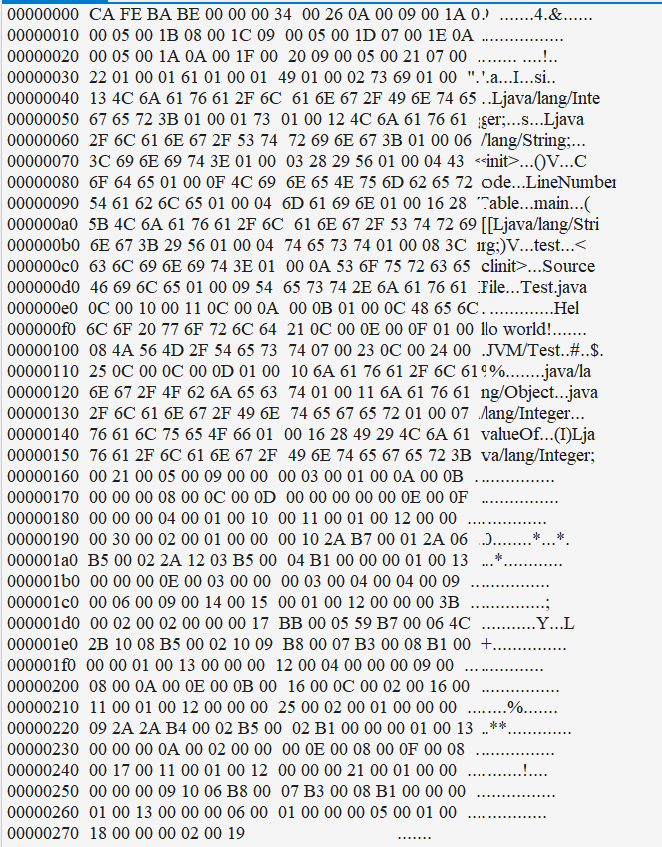 00000000 CA FE BA BE 00 00 00 34 00 26 0A 00 09 00 1A 0 .......4.&......
00000010 00 05 00 1B 08 00 1C 09 00 05 00 1D 07 00 1E 0A ................
00000020 00 05 00 1A 0A 00 1F 00 20 09 00 05 00 21 07 00 ........ ....!..
00000030 22 01 00 01 61 01 00 01 49 01 00 02 73 69 01 00 "..a...I...si..
00000040 13 4C 6A 61 76 61 2F 6C 61 6E 67 2F 49 6E 74 65 ..Ljava/lang/Inte
00000050 67 65 72 3B 01 00 01 73 01 00 12 4C 6A 61 76 61 ger;...s...Ljava
00000060 2F 6C 61 6E 67 2F 53 74 72 69 6E 67 3B 01 00 06 /lang/String;...
00000070 3C 69 6E 69 74 3E 01 00 03 28 29 56 01 00 04 43 <init>...()V...C
00000080 6F 64 65 01 00 0F 4C 69 6E 65 4E 75 6D 62 65 72 ode...LineNumber
00000090 54 61 62 6C 65 01 00 04 6D 61 69 6E 01 00 16 28 Table...main...(
000000a0 5B 4C 6A 61 76 61 2F 6C 61 6E 67 2F 53 74 72 69 [[Ljava/lang/Stri
000000b0 6E 67 3B 29 56 01 00 04 74 65 73 74 01 00 08 3C ng;)V...test...<
000000c0 63 6C 69 6E 69 74 3E 01 00 0A 53 6F 75 72 63 65 clinit>...Source
000000d0 46 69 6C 65 01 00 09 54 65 73 74 2E 6A 61 76 61 File...Test.java
000000e0 0C 00 10 00 11 0C 00 0A 00 0B 01 00 0C 48 65 6C .............Hel
000000f0 6C 6F 20 77 6F 72 6C 64 21 0C 00 0E 00 0F 01 00 llo world!.......
00000100 08 4A 56 4D 2F 54 65 73 74 07 00 23 0C 00 24 00 .JVM/Test..#..$.
00000110 25 0C 00 0C 00 0D 01 00 10 6A 61 76 61 2F 6C 61 %........java/la
00000120 6E 67 2F 4F 62 6A 65 63 74 01 00 11 6A 61 76 61 ng/Object...java
00000130 2F 6C 61 6E 67 2F 49 6E 74 65 67 65 72 01 00 07 /lang/Integer...
00000140 76 61 6C 75 65 4F 66 01 00 16 28 49 29 4C 6A 61 valueOf...(I)Lja
00000150 76 61 2F 6C 61 6E 67 2F 49 6E 74 65 67 65 72 3B va/lang/Integer;
00000160 00 21 00 05 00 09 00 00 00 03 00 01 00 0A 00 0B ................
00000170 00 00 00 08 00 0C 00 0D 00 00 00 00 00 0E 00 0F ................
00000180 00 00 00 04 00 01 00 10 00 11 00 01 00 12 00 00 ................
00000190 00 30 00 02 00 01 00 00 00 10 2A B7 00 01 2A 06 .0........*...*.
000001a0 B5 00 02 2A 12 03 B5 00 04 B1 00 00 00 01 00 13 ...*............
000001b0 00 00 00 0E 00 03 00 00 00 03 00 04 00 04 00 09 ................
000001c0 00 06 00 09 00 14 00 15 00 01 00 12 00 00 00 3B ...............;
000001d0 00 02 00 02 00 00 00 17 BB 00 05 59 B7 00 06 4C ...........Y...L
000001e0 2B 10 08 B5 00 02 10 09 B8 00 07 B3 00 08 B1 00 +...............
000001f0 00 00 01 00 13 00 00 00 12 00 04 00 00 00 09 00 ................
00000200 08 00 0A 00 0E 00 0B 00 16 00 0C 00 02 00 16 00 ................
00000210 11 00 01 00 12 00 00 00 25 00 02 00 01 00 00 00 ........%.......
00000220 09 2A 2A B4 00 02 B5 00 02 B1 00 00 00 01 00 13 ..**.............
00000230 00 00 00 0A 00 02 00 00 00 0E 00 08 00 0F 00 08 ................
00000240 00 17 00 11 00 01 00 12 00 00 00 21 00 01 00 00 ...........!....
00000250 00 00 00 09 10 06 B8 00 07 B3 00 08 B1 00 00 00 ................
00000260 01 00 13 00 00 00 06 00 01 00 00 00 05 00 01 00 ................
00000270 18 00 00 00 02 00 19 .......